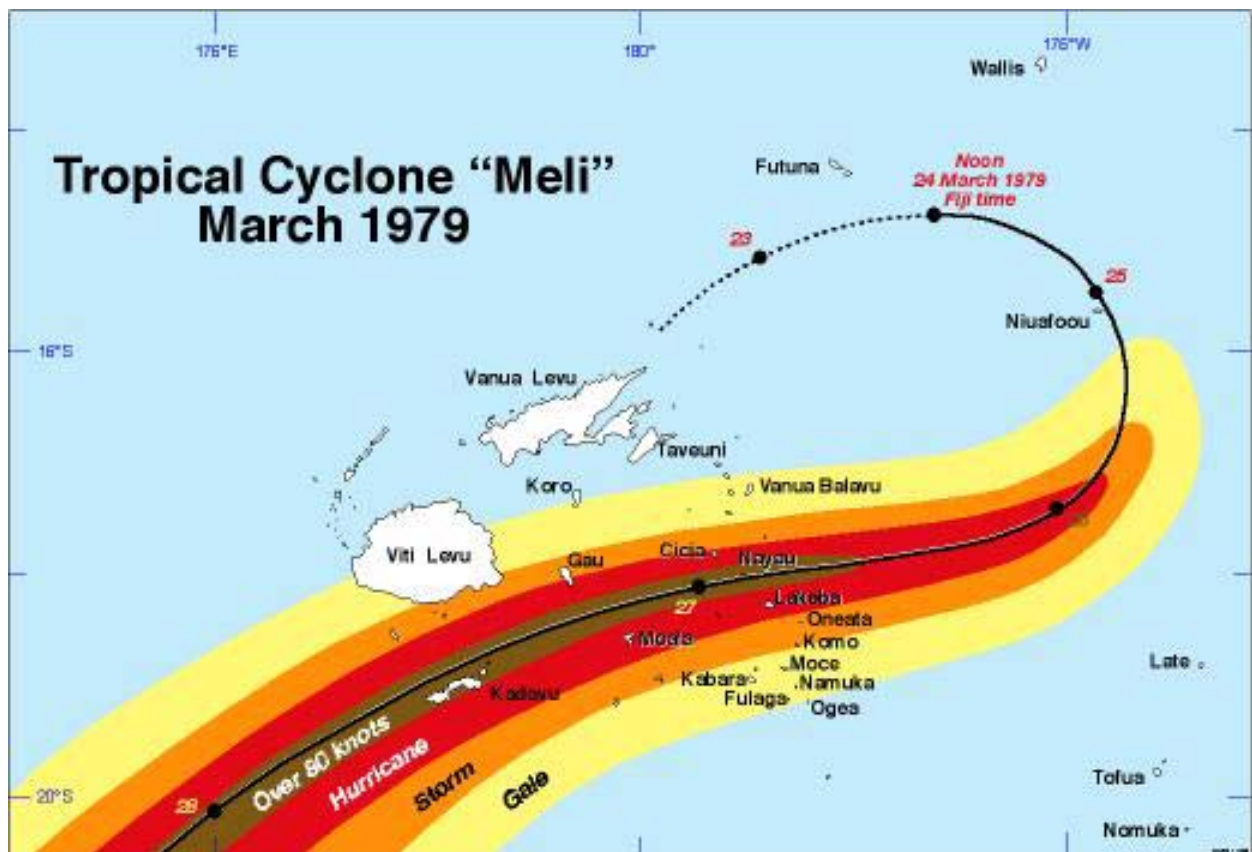 176°E
180°
176°W
Wallis
Tropical Cyclone “Meli”
March 1979
Futuna
Noon
24 March 1979
Fiji time
23
25
Niuafoou
16°S
Vanua Levu
Taveuni
Koro
Vanua Balavu
Viti Levu
Gau
Cicia
Nayau
27
Lakeba
Oneata
Moala
Komo
Moce
Late
Kabara
Namuka
Kadavu
Fulaga
Ogea
Over 80 knots
Hurricane
Storm
Gale
Tofua
20°S
28
Nomuka